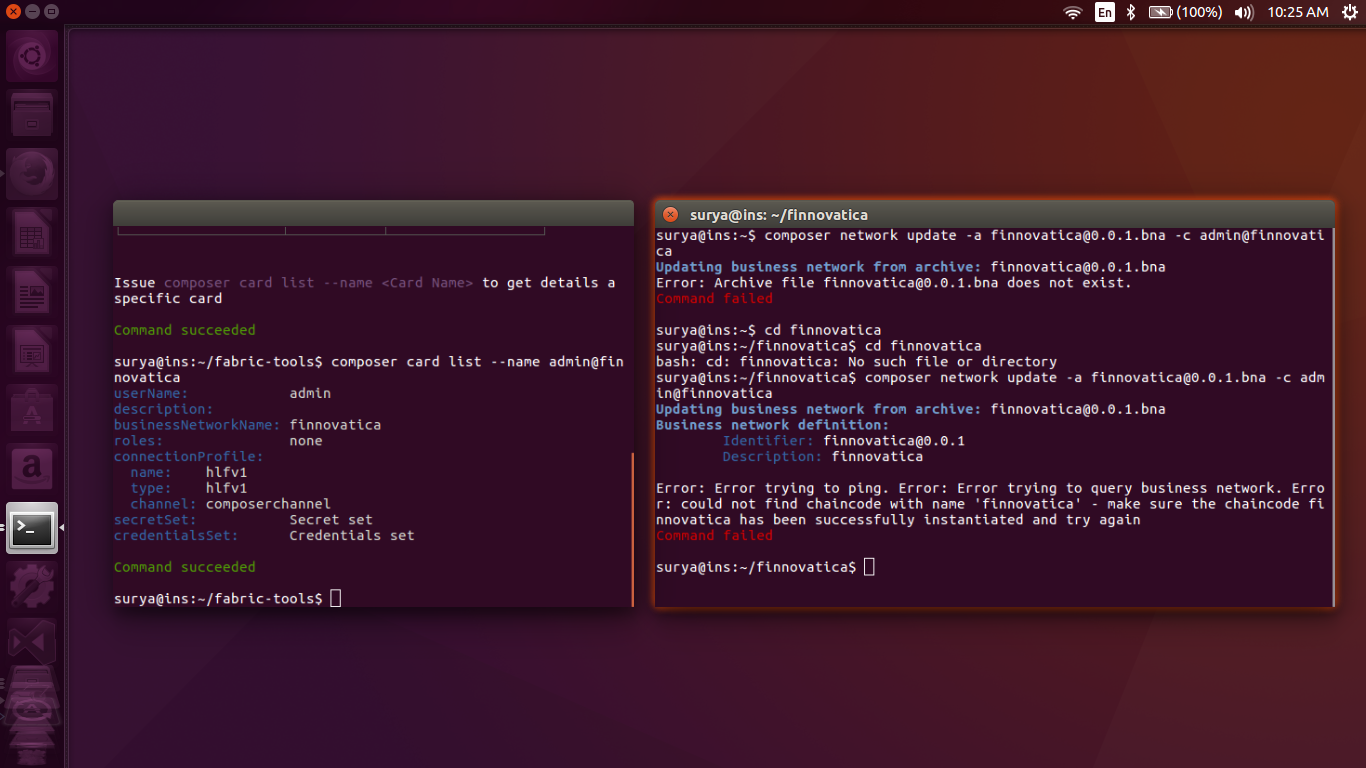 En
(100%)
10:25 AM
Issue composer card list --name <Card Name> to get details a
specific card
Command succeeded
surya@ins:~/fabric-tools$ composer card list --name admin@fin
novatica
userName: admin
description:
businessNetworkName: finnovatica
roles: none
connectionProfile:
name: hlfv1
type: hlfv1
channel: composerchannel
secretSet: Secret set
credentialsSet: Credentials set
Command succeeded
surya@ins:~/fabric-tools$
surya@ins: ~/finnovatica
surya@ins:~$ composer network update -a finnovatica@0.0.1.bna -c admin@finnovati
ca
Updating business network from archive: finnovatica@0.0.1.bna
Error: Archive file finnovatica@0.0.1.bna does not exist.
Command failed
surya@ins:~$ cd finnovatica
surya@ins:~/finnovatica$ cd finnovatica
bash: cd: finnovatica: No such file or directory
surya@ins:~/finnovatica$ composer network update -a finnovatica@0.0.1.bna -c adm
in@finnovatica
Updating business network from archive: finnovatica@0.0.1.bna
Business network definition:
Identifier: finnovatica@0.0.1
Description: finnovatica
Error: Error trying to ping. Error: Error trying to query business network. Erro
r: could not find chaincode with name 'finnovatica' - make sure the chaincode fi
nnovatica has been successfully instantiated and try again
Command failed
surya@ins:~/finnovatica$